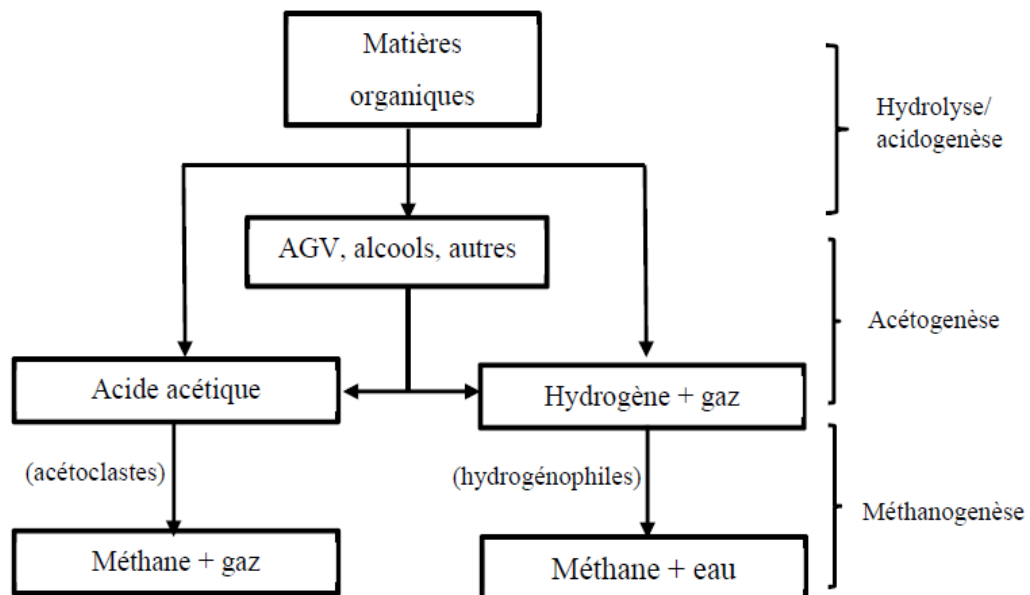 Matières
organiques
Hydrolyse/
acidogenèse
AGV, alcools, autres
Acétogenèse
Acide acétique
Hydrogène + gaz
(acétoclastes)
(hydrogénophiles)
Méthanogenèse
Méthane + gaz
Méthane + eau